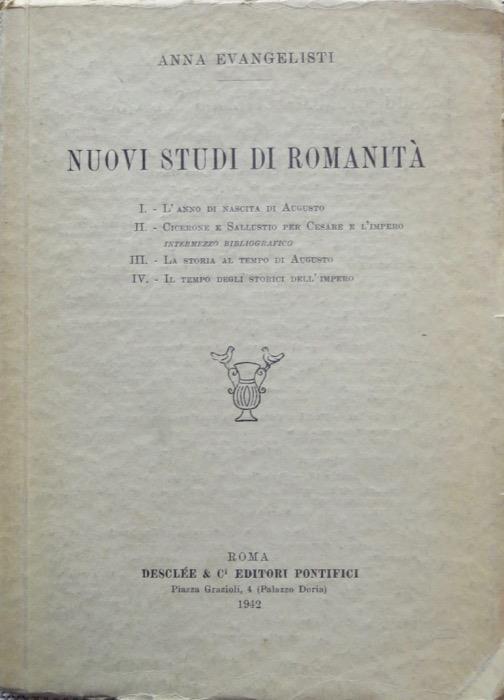 ANNA EVANGELISTI
NUOVI STUDI DI ROMANITÀ
I. - L'ANNO DI NASCITA DI AUGUSTO
II. - CICERONE E SALLUSTIO PER CESARE E L'IMPERO
INTERMEZZO BIBLIOGRAFICO
III. - LA STORIA AL TEMPO DI AUGUSTO
IV. - IL TEMPO DEGLI STORICI DELL'IMPERO
ROMA
DESCLÉE & Ci EDITORI PONTIFICI
Piazza Grazioli, 4 (Palazzo Doria)
1942